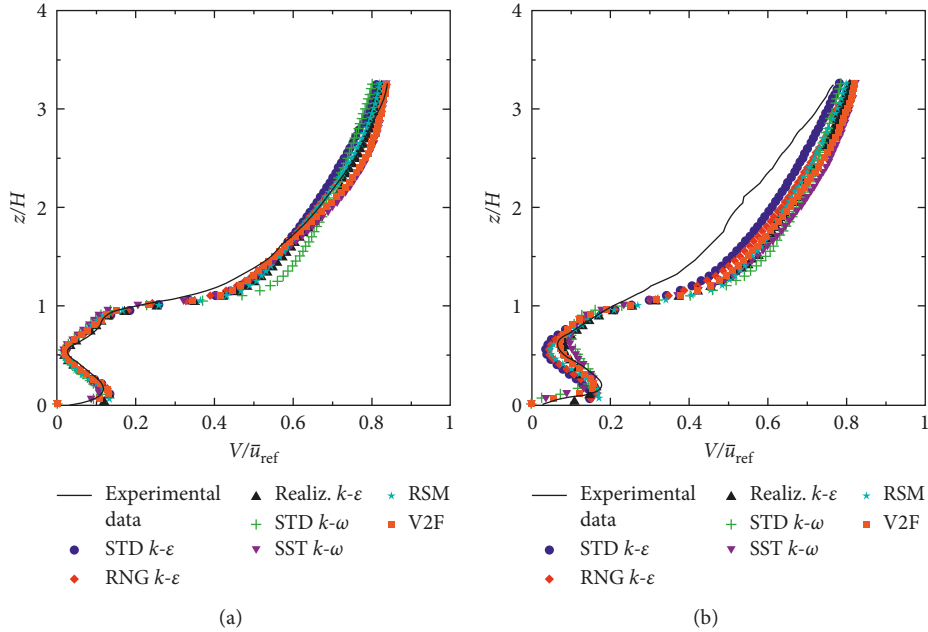 4
3
2
1
0
z/H
0 0.2 0.4 0.6 0.8 1
V/ū_ref
Experimental data
STD k-ε
RNG k-ε
Realiz. k-ε
STD k-ω
SST k-ω
RSM
V2F
(a)
4
3
2
1
0
z/H
0 0.2 0.4 0.6 0.8 1
V/ū_ref
Experimental data
STD k-ε
RNG k-ε
Realiz. k-ε
STD k-ω
SST k-ω
RSM
V2F
(b)